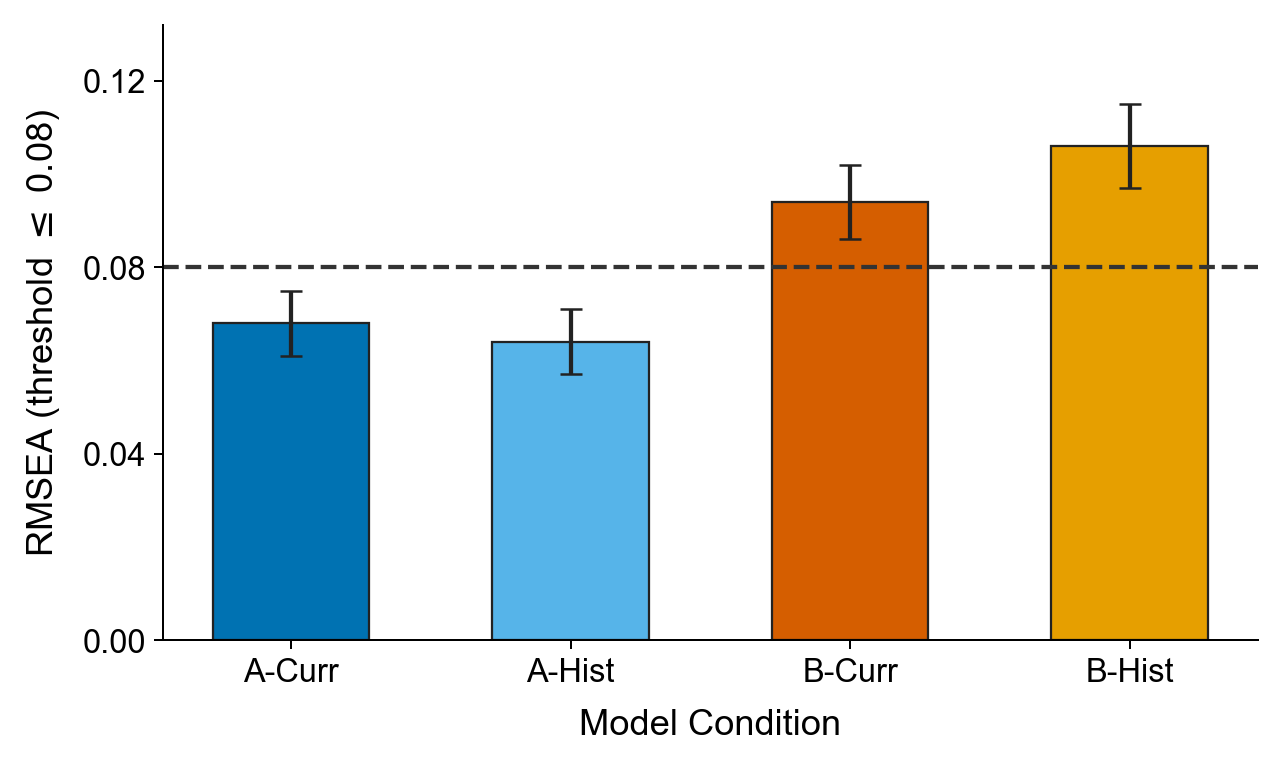 0.12
0.08
0.04
0.00
RMSEA (threshold ≤ 0.08)
A-Curr
A-Hist
B-Curr
B-Hist
Model Condition